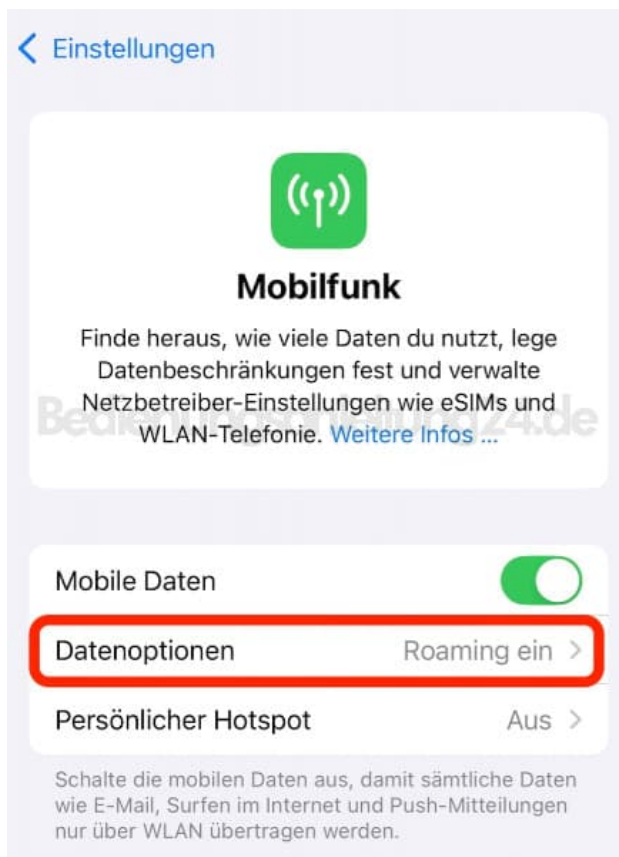 Einstellungen
Mobilfunk
Finde heraus, wie viele Daten du nutzt, lege
Datenbeschränkungen fest und verwalte
Netzbetreiber-Einstellungen wie eSIMs und
WLAN-Telefonie. Weitere Infos ...
Bedienungsanleitung24.de
Mobile Daten
Datenoptionen Roaming ein
Persönlicher Hotspot Aus
Schalte die mobilen Daten aus, damit sämtliche Daten
wie E-Mail, Surfen im Internet und Push-Mitteilungen
nur über WLAN übertragen werden.